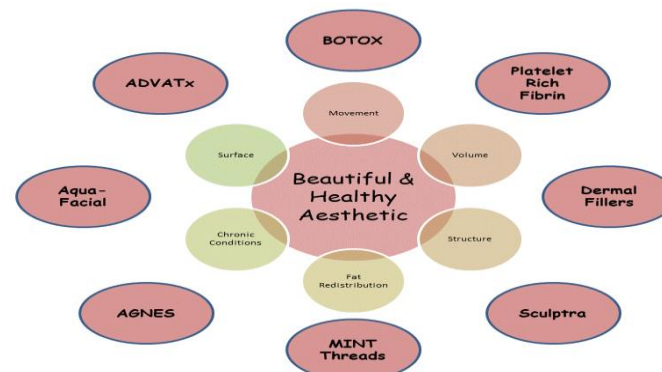 BOTOX
ADVATx
Platelet
Rich
Fibrin
Movement
Surface
Volume
Beautiful &
Healthy
Aesthetic
Aqua-
Facial
Dermal
Fillers
Chronic
Conditions
Structure
Fat
Redistribution
AGNES
Sculptra
MINT
Threads